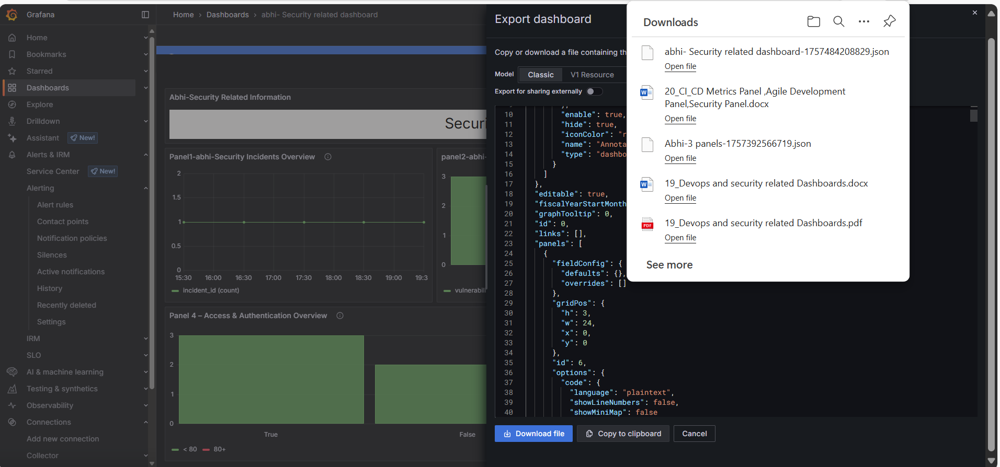 Grafana
Home
Bookmarks
Starred
Dashboards
Explore
Drilldown
Assistant New!
Alerts & IRM
Service Center New!
Alerting
Alert rules
Contact points
Notification policies
Silences
Active notifications
History
Recently deleted
Settings
IRM
SLO
AI & machine learning
Testing & synthetics
Observability
Connections
Add new connection
Collector
Home › Dashboards › abhi- Security related dashboard
Abhi-Security Related Information
Securi
Panel1-abhi-Security Incidents Overview
2
1.5
1
0.5
0
15:30 16:00 16:30 17:00 17:30 18:00 18:30 19:00 19:3
incident_id (count)
panel2-abhi-
3
2
1
0
vulnerabili
Panel 4 – Access & Authentication Overview
3
2
1
0
True False
< 80 80+
Export dashboard
Copy or download a file containing th
Model Classic V1 Resource
Export for sharing externally
10 "enable": true,
11 "hide": true,
12 "iconColor": "r
13 "name": "Annota
14 "type": "dashbo
15 }
16 ]
17 },
18 "editable": true,
19 "fiscalYearStartMonth
20 "graphTooltip": 0,
21 "id": 0,
22 "links": [],
23 "panels": [
24 {
25 "fieldConfig": {
26 "defaults": {},
27 "overrides": []
28 },
29 "gridPos": {
30 "h": 3,
31 "w": 24,
32 "x": 0,
33 "y": 0
34 },
35 "id": 6,
36 "options": {
37 "code": {
38 "language": "plaintext",
39 "showLineNumbers": false,
40 "showMiniMap": false
Download file Copy to clipboard Cancel
Downloads
abhi- Security related dashboard-1757484208829.json
Open file
20_CI_CD Metrics Panel ,Agile Development
Panel,Security Panel.docx
Open file
Abhi-3 panels-1757392566719.json
Open file
19_Devops and security related Dashboards.docx
Open file
PDF
19_Devops and security related Dashboards.pdf
Open file
See more